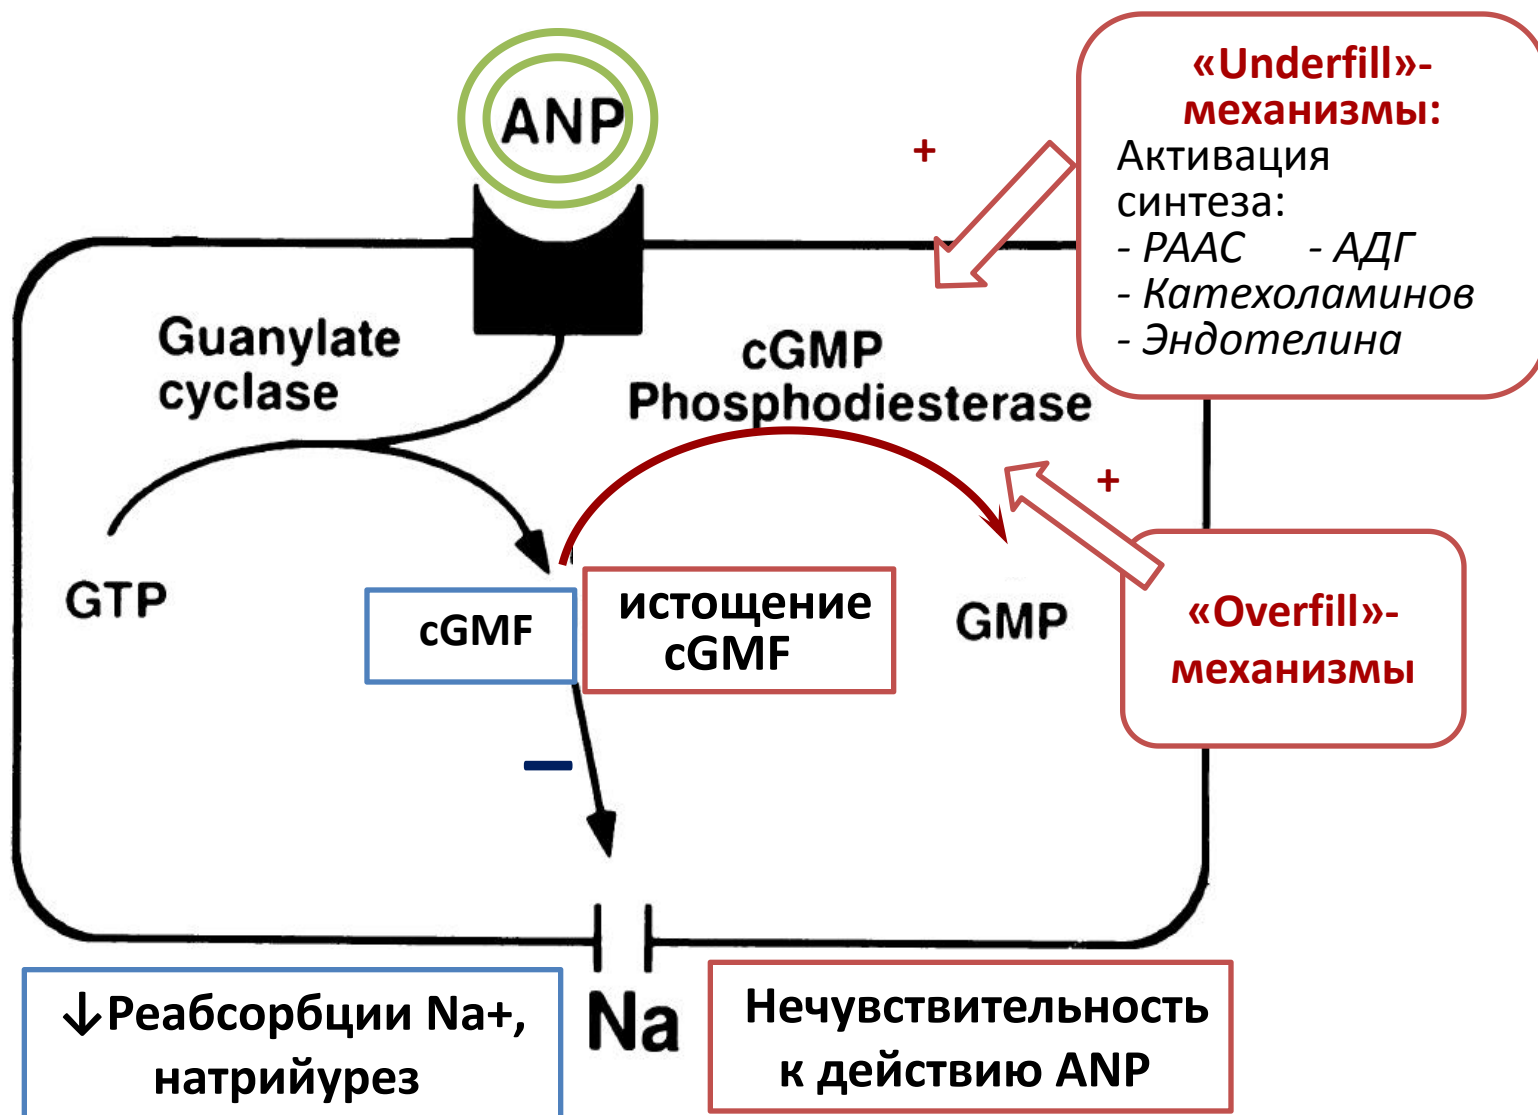 ANP
«Underfill»-
механизмы:
Активация
синтеза:
- РААС - АДГ
- Катехоламинов
- Эндотелина
+
Guanylate
cyclase
cGMP
Phosphodiesterase
+
GTP
cGMF
истощение
cGMF
GMP
«Overfill»-
механизмы
–
Na
↓Реабсорбции Na+,
натрийурез
Нечувствительность
к действию ANP